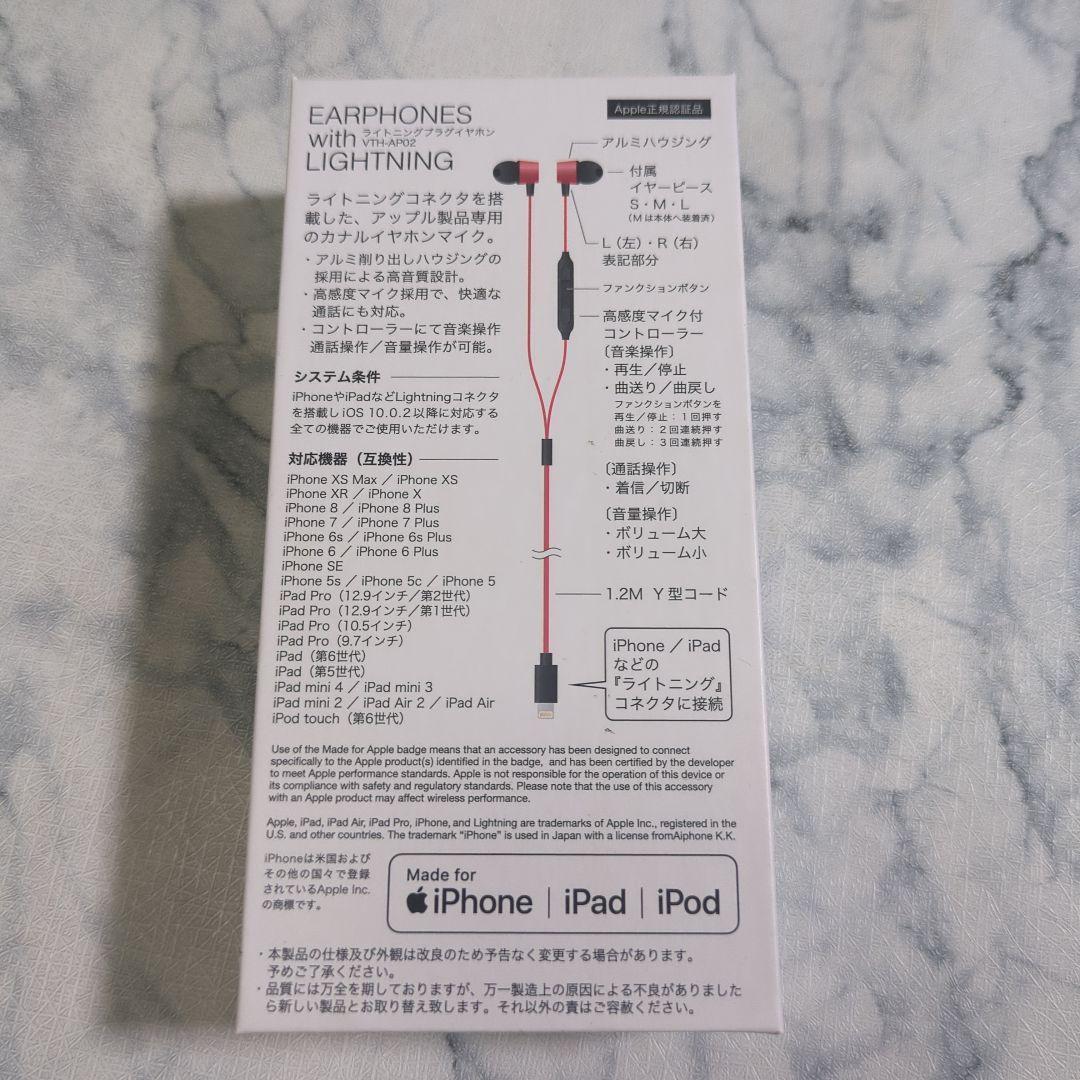 EARPHONES
with ライトニングプラグイヤホン
VTH-AP02
LIGHTNING
ライトニングコネクタを搭
載した、アップル製品専用
のカナルイヤホンマイク。
・アルミ削り出しハウジングの
採用による高音質設計。
・高感度マイク採用で、快適な
通話にも対応。
・コントローラーにて音楽操作
通話操作／音量操作が可能。
システム条件
iPhoneやiPadなどLightningコネクタ
を搭載しiOS 10.0.2以降に対応する
全ての機器でご使用いただけます。
対応機器（互換性）
iPhone XS Max ／ iPhone XS
iPhone XR ／ iPhone X
iPhone 8 ／ iPhone 8 Plus
iPhone 7 ／ iPhone 7 Plus
iPhone 6s ／ iPhone 6s Plus
iPhone 6 ／ iPhone 6 Plus
iPhone SE
iPhone 5s ／ iPhone 5c ／ iPhone 5
iPad Pro（12.9インチ／第2世代）
iPad Pro（12.9インチ／第1世代）
iPad Pro（10.5インチ）
iPad Pro（9.7インチ）
iPad（第6世代）
iPad（第5世代）
iPad mini 4 ／ iPad mini 3
iPad mini 2 ／ iPad Air 2 ／ iPad Air
iPod touch（第6世代）
Apple正規認証品
アルミハウジング
付属
イヤーピース
S・M・L
（Mは本体へ装着済）
L（左）・R（右）
表記部分
ファンクションボタン
高感度マイク付
コントローラー
〔音楽操作〕
・再生／停止
・曲送り／曲戻し
ファンクションボタンを
再生／停止：1回押す
曲送り：2回連続押す
曲戻し：3回連続押す
〔通話操作〕
・着信／切断
〔音量操作〕
・ボリューム大
・ボリューム小
1.2M Y型コード
iPhone ／ iPad
などの
『ライトニング』
コネクタに接続
Use of the Made for Apple badge means that an accessory has been designed to connect
specifically to the Apple product(s) identified in the badge, and has been certified by the developer
to meet Apple performance standards. Apple is not responsible for the operation of this device or
its compliance with safety and regulatory standards. Please note that the use of this accessory
with an Apple product may affect wireless performance.
Apple, iPad, iPad Air, iPad Pro, iPhone, and Lightning are trademarks of Apple Inc., registered in the
U.S. and other countries. The trademark “iPhone” is used in Japan with a license fromAiphone K.K.
iPhoneは米国および
その他の国々で登録
されているApple Inc.
の商標です。
Made for
iPhone | iPad | iPod
・本製品の仕様及び外観は改良のため予告なく変更する場合があります。
予めご了承ください。
・品質には万全を期しておりますが、万一製造上の原因による不良がありました
ら新しい製品とお取り替え致します。それ以外の責はご容赦ください。